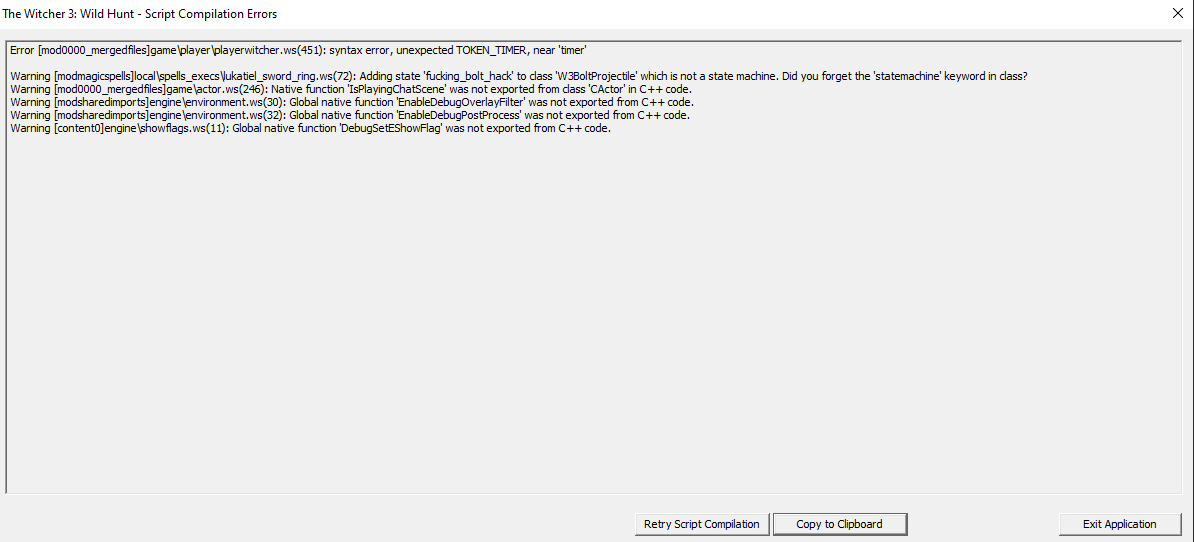 The Witcher 3: Wild Hunt - Script Compilation Errors
Error [mod0000_mergedfiles]game\player\playerwitcher.ws(451): syntax error, unexpected TOKEN_TIMER, near 'timer'
Warning [modmagicspells]local\spells_execs\lukatiel_sword_ring.ws(72): Adding state 'fucking_bolt_hack' to class 'W3BoltProjectile' which is not a state machine. Did you forget the 'statemachine' keyword in class?
Warning [mod0000_mergedfiles]game\actor.ws(246): Native function 'IsPlayingChatScene' was not exported from class 'CActor' in C++ code.
Warning [modsharedimports]engine\environment.ws(30): Global native function 'EnableDebugOverlayFilter' was not exported from C++ code.
Warning [modsharedimports]engine\environment.ws(32): Global native function 'EnableDebugPostProcess' was not exported from C++ code.
Warning [content0]engine\showflags.ws(11): Global native function 'DebugSetEShowFlag' was not exported from C++ code.
Retry Script Compilation Copy to Clipboard Exit Application